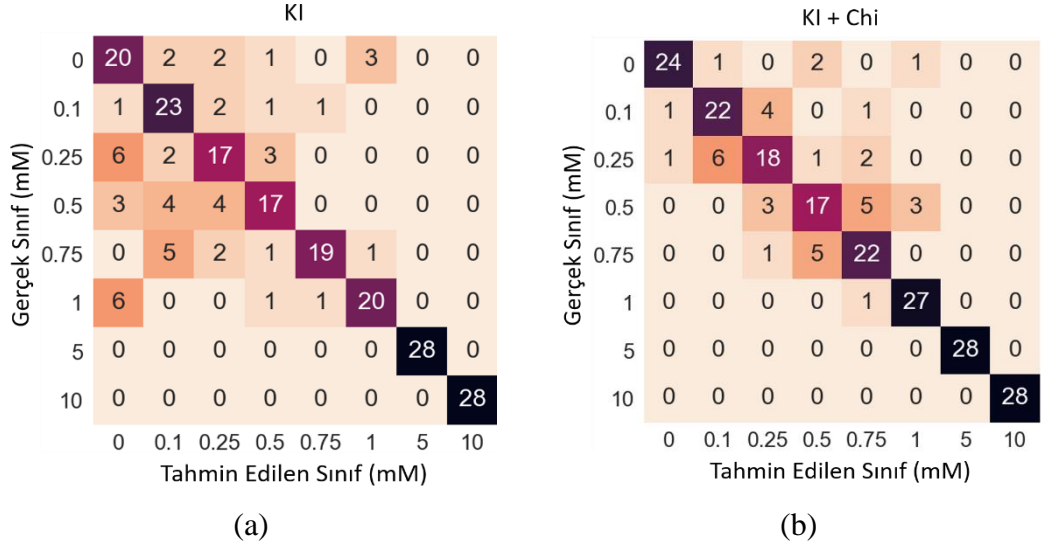 KI
Gerçek Sınıf (mM)
0 20 2 2 1 0 3 0 0
0.1 1 23 2 1 1 0 0 0
0.25 6 2 17 3 0 0 0 0
0.5 3 4 4 17 0 0 0 0
0.75 0 5 2 1 19 1 0 0
1 6 0 0 1 1 20 0 0
5 0 0 0 0 0 0 28 0
10 0 0 0 0 0 0 0 28
0 0.1 0.25 0.5 0.75 1 5 10
Tahmin Edilen Sınıf (mM)
(a)
KI + Chi
Gerçek Sınıf (mM)
0 24 1 0 2 0 1 0 0
0.1 1 22 4 0 1 0 0 0
0.25 1 6 18 1 2 0 0 0
0.5 0 0 3 17 5 3 0 0
0.75 0 0 1 5 22 0 0 0
1 0 0 0 0 1 27 0 0
5 0 0 0 0 0 0 28 0
10 0 0 0 0 0 0 0 28
0 0.1 0.25 0.5 0.75 1 5 10
Tahmin Edilen Sınıf (mM)
(b)